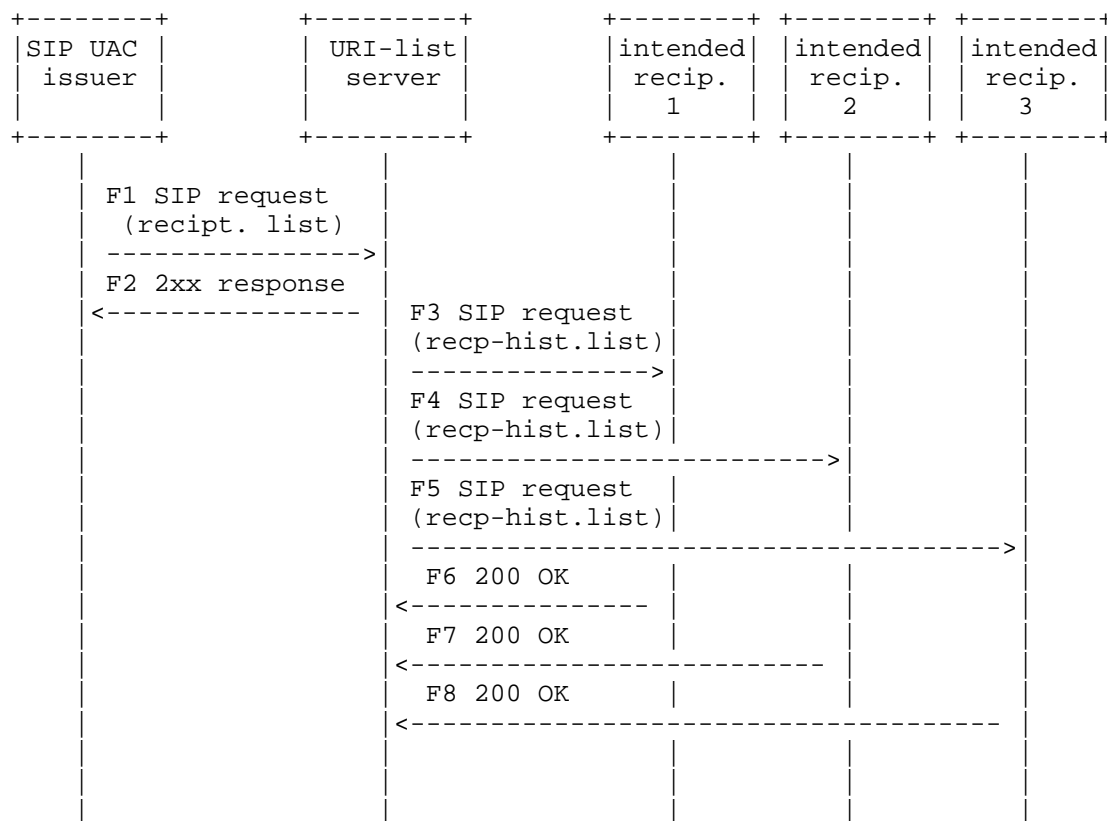 SIP UAC
issuer
URI-list
server
intended
recip.
1
intended
recip.
2
intended
recip.
3
F1 SIP request
(recipt. list)
F2 2xx response
F3 SIP request
(recp-hist.list)
F4 SIP request
(recp-hist.list)
F5 SIP request
(recp-hist.list)
F6 200 OK
F7 200 OK
F8 200 OK